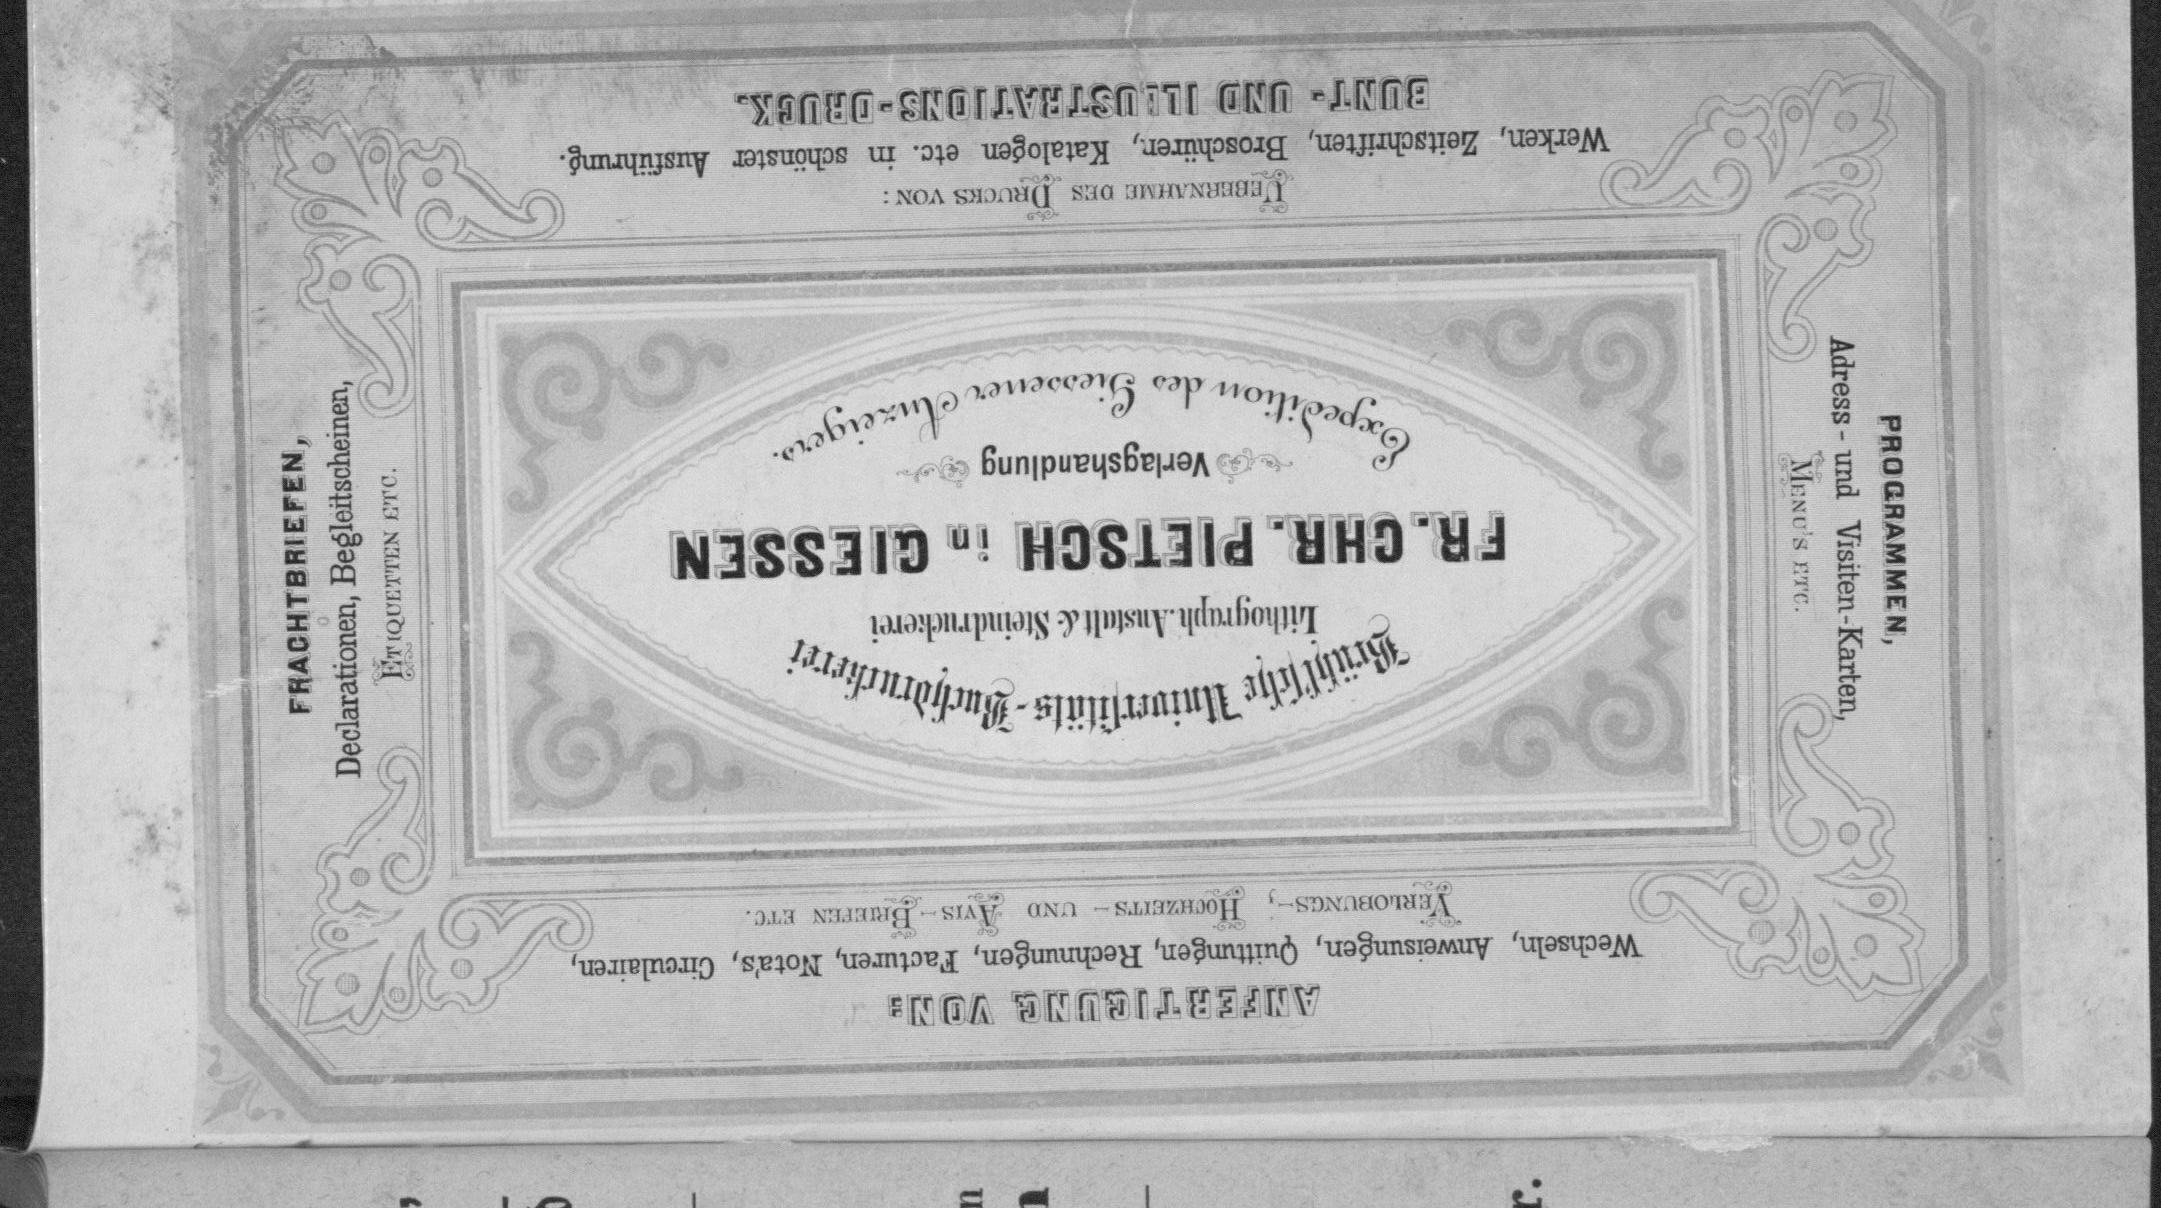 ANFERTIGUNG VON:
Wechseln, Anweisungen, Quittungen, Rechnungen, Facturen, Nota's, Circulairen,
VERLOBUNGS-, HOCHZEITS- UND AVIS-BRIEFEN ETC.
PROGRAMMEN,
Adress- und Visiten-Karten,
MENU'S ETC.
Brühl'sche Universitäts-Buchdruckerei
Lithograph. Anstalt & Steindruckerei
FR. CHR. PIETSCH in GIESSEN
Verlagshandlung
Expedition des Giessener Anzeigers.
FRACHTBRIEFEN,
Declarationen, Begleitscheinen,
ETIQUETTEN ETC.
UEBERNAHME DES DRUCKS VON:
Werken, Zeitschriften, Broschüren, Katalogen etc. in schönster Ausführung.
BUNT- UND ILLUSTRATIONS-DRUCK.